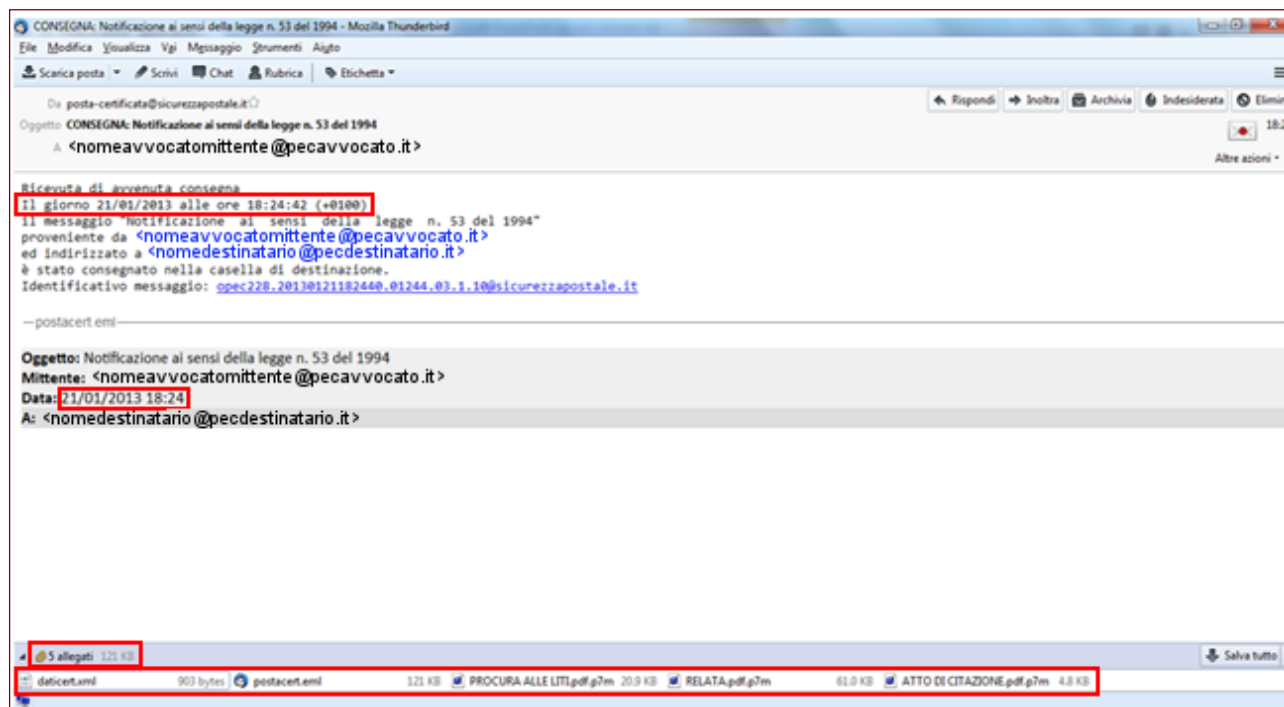 CONSEGNA: Notificazione ai sensi della legge n. 53 del 1994 - Mozilla Thunderbird
File Modifica Visualizza Vai Messaggio Strumenti Aiuto
Scarica posta Scrivi Chat Rubrica Etichetta
Da posta-certificata@sicurezzapostale.it Rispondi Inoltra Archivia Indesiderata Elimin
Oggetto CONSEGNA: Notificazione ai sensi della legge n. 53 del 1994 18:2
A <nomeavvocatomittente@pecavvocato.it>
Altre azioni
Ricevuta di avvenuta consegna
Il giorno 21/01/2013 alle ore 18:24:42 (+0100)
il messaggio "Notificazione ai sensi della legge n. 53 del 1994"
proveniente da <nomeavvocatomittente@pecavvocato.it>
ed indirizzato a <nomedestinatario@pecdestinatario.it>
è stato consegnato nella casella di destinazione.
Identificativo messaggio: opec228.20130121182440.01244.03.1.10@sicurezzapostale.it
postacert.eml
Oggetto: Notificazione ai sensi della legge n. 53 del 1994
Mittente: <nomeavvocatomittente@pecavvocato.it>
Data: 21/01/2013 18:24
A: <nomedestinatario@pecdestinatario.it>
5 allegati 121 KB Salva tutto
daticert.xml 903 bytes postacert.eml 121 KB PROCURA ALLE LITI.pdf.p7m 20.9 KB RELATA.pdf.p7m 61.0 KB ATTO DI CITAZIONE.pdf.p7m 4.8 KB